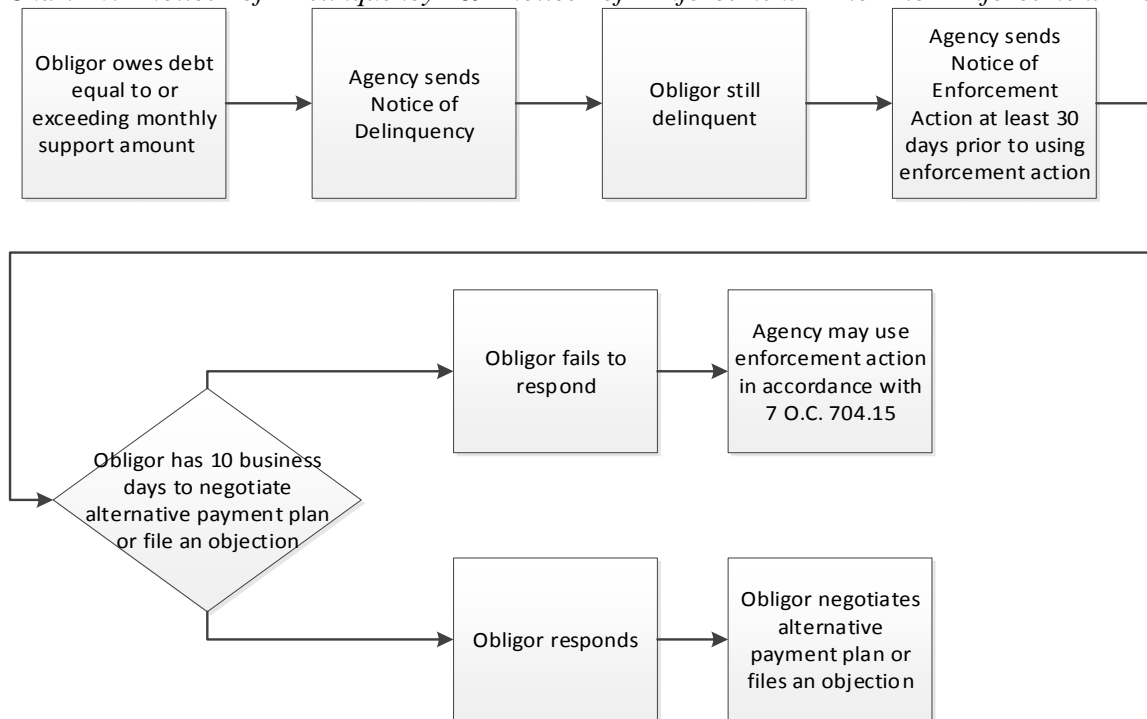 Obligor owes debt
equal to or
exceeding monthly
support amount
Agency sends
Notice of
Delinquency
Obligor still
delinquent
Agency sends
Notice of
Enforcement
Action at least 30
days prior to using
enforcement action
Obligor has 10 business
days to negotiate
alternative payment plan
or file an objection
Obligor fails to
respond
Agency may use
enforcement action
in accordance with
7 O.C. 704.15
Obligor responds
Obligor negotiates
alternative
payment plan or
files an objection